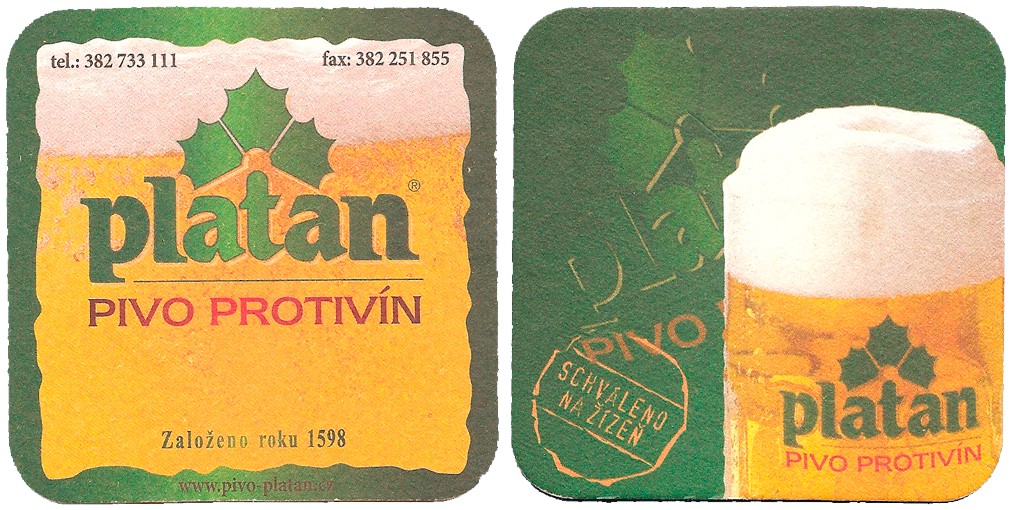 tel.: 382 733 111 fax: 382 251 855
platan®
PIVO PROTIVÍN
Založeno roku 1598
www.pivo-platan.cz
plata
PIVO
SCHVÁLENO
NA ŽÍZEŇ
platan
PIVO PROTIVÍN